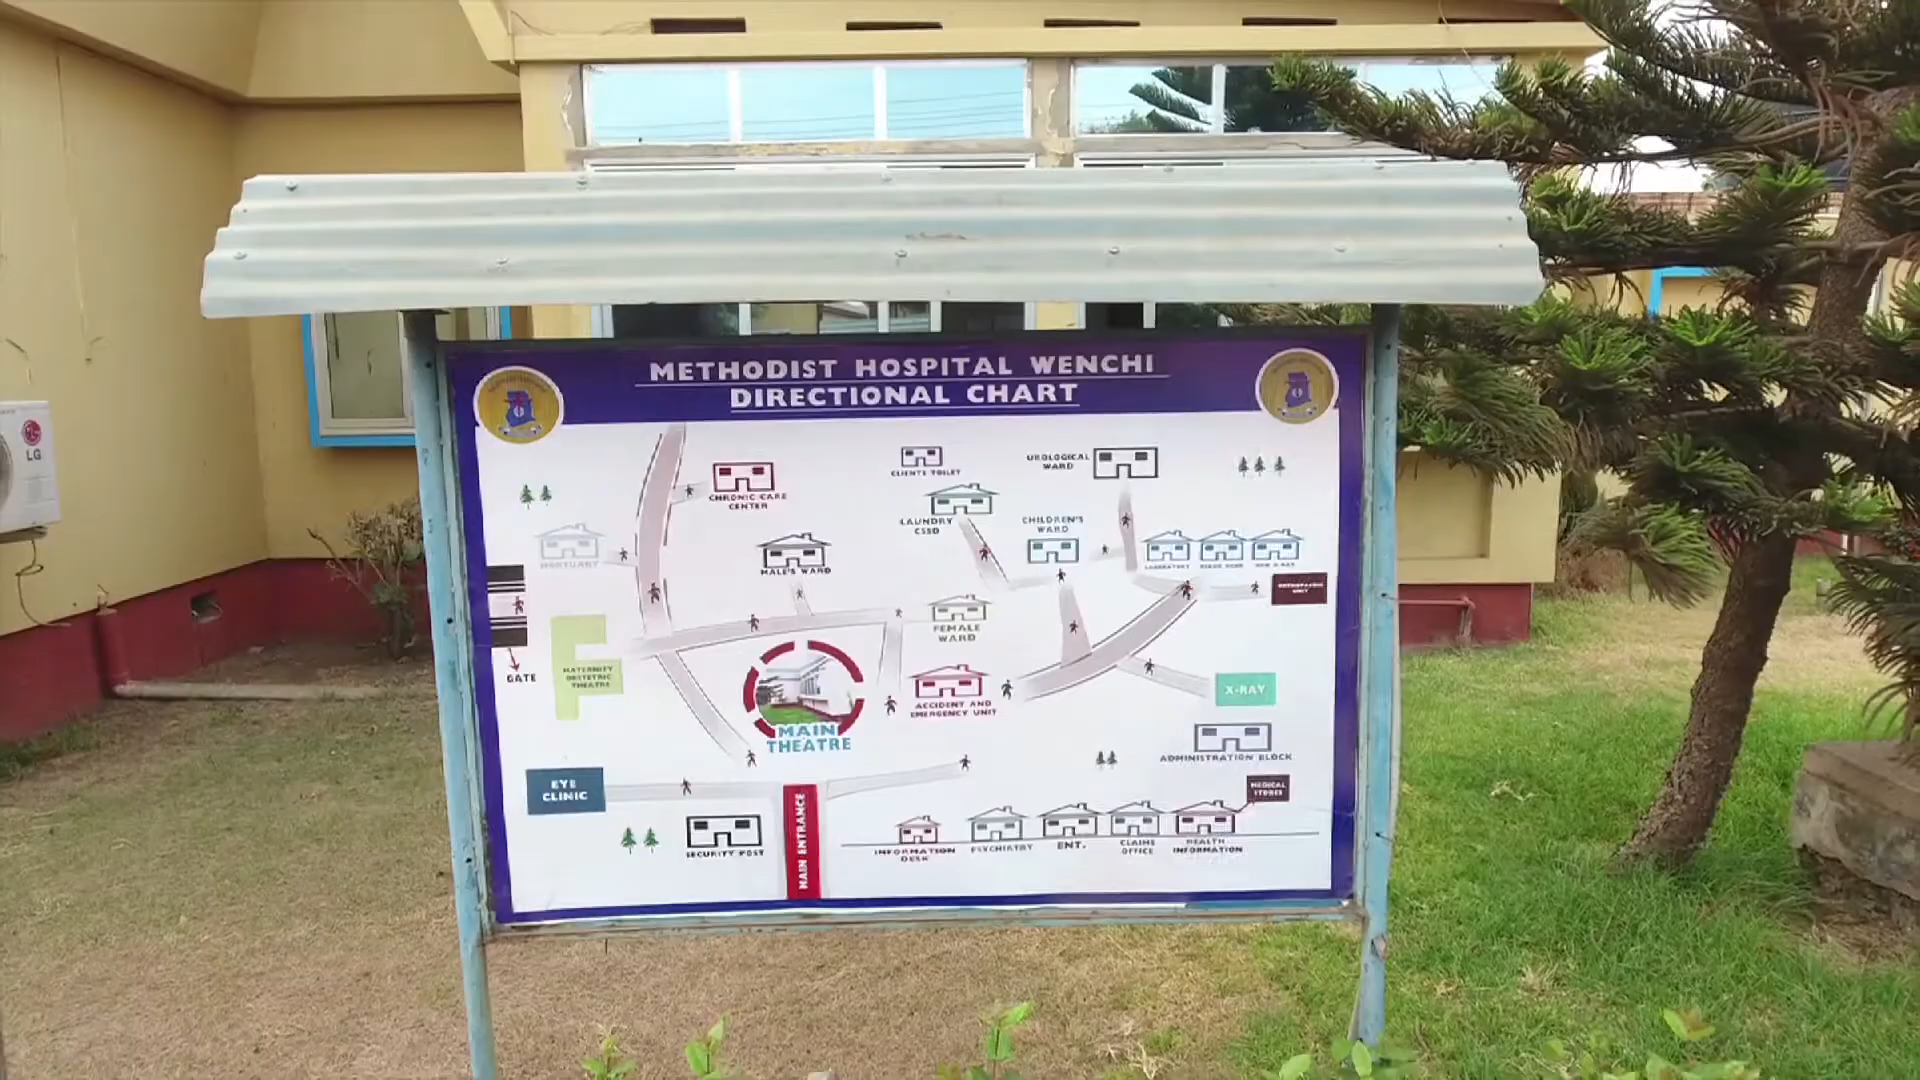 METHODIST HOSPITAL WENCHI
DIRECTIONAL CHART
LG
CHRONIC CARE
CENTER
CLIENTS TOILET
UROLOGICAL
WARD
LAUNDRY
CSSD
CHILDREN'S
WARD
MORTUARY
MALE'S WARD
LABORATORY
FEMALE
WARD
GATE
MATERNITY
OBSTETRIC
THEATRE
ACCIDENT AND
EMERGENCY UNIT
X-RAY
MAIN
THEATRE
ADMINISTRATION BLOCK
EYE
CLINIC
MEDICAL
STORES
MAIN ENTRANCE
SECURITY POST
INFORMATION
DESK
PSYCHIATRY
ENT.
CLAIMS
OFFICE
HEALTH
INFORMATION